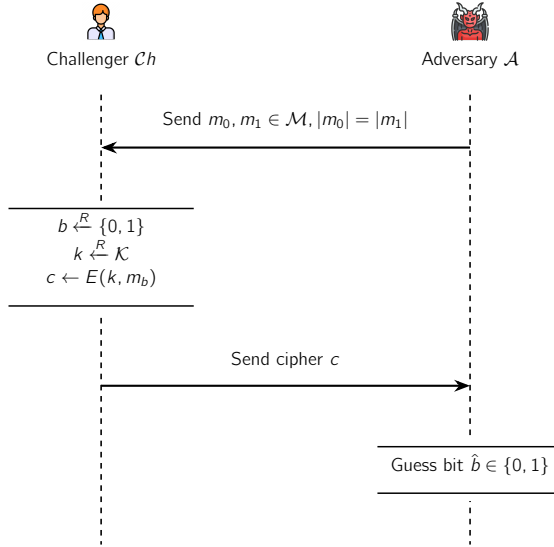 Challenger 𝒞h
Adversary 𝒜
Send m₀, m₁ ∈ ℳ, |m₀| = |m₁|
b ←ᴿ {0, 1}
k ←ᴿ 𝒦
c ← E(k, m_b)
Send cipher c
Guess bit b̂ ∈ {0, 1}